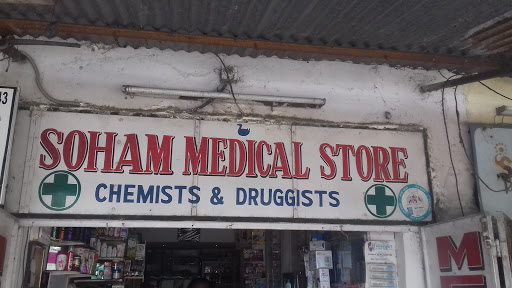 SOHAM MEDICAL STORE
CHEMISTS & DRUGGISTS
M